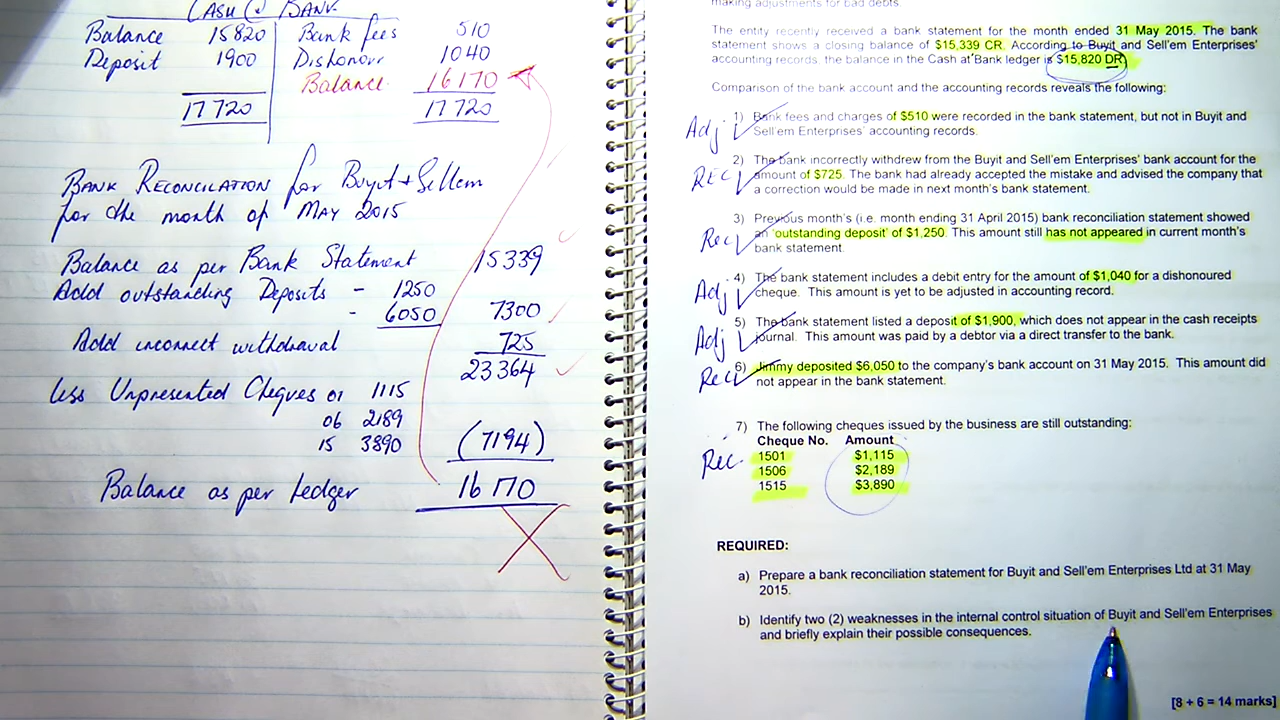 CASH @ BANK
Balance 15820 Bank fees 510
Deposit 1900 Dishonour 1040
Balance 16170
17720 17720
BANK RECONCILATION for Buyit + Sellem
for the month of MAY 2015
Balance as per Bank Statement 15339
Add outstanding Deposits - 1250
- 6050 7300
Add incorrect withdrawal 725
23364
less Unpresented Cheques 01 1115
06 2189
15 3890 (7194)
Balance as per Ledger 16170
making adjustments for bad debts.
The entity recently received a bank statement for the month ended 31 May 2015. The bank
statement shows a closing balance of $15,339 CR. According to Buyit and Sell'em Enterprises'
accounting records, the balance in the Cash at Bank ledger is $15,820 DR.
Comparison of the bank account and the accounting records reveals the following:
Adj 1) Bank fees and charges of $510 were recorded in the bank statement, but not in Buyit and
Sell'em Enterprises' accounting records.
REC 2) The bank incorrectly withdrew from the Buyit and Sell'em Enterprises' bank account for the
amount of $725. The bank had already accepted the mistake and advised the company that
a correction would be made in next month's bank statement.
Rec 3) Previous month's (i.e. month ending 31 April 2015) bank reconciliation statement showed
an 'outstanding deposit' of $1,250. This amount still has not appeared in current month's
bank statement.
Adj 4) The bank statement includes a debit entry for the amount of $1,040 for a dishonoured
cheque. This amount is yet to be adjusted in accounting record.
Adj 5) The bank statement listed a deposit of $1,900, which does not appear in the cash receipts
journal. This amount was paid by a debtor via a direct transfer to the bank.
Rec 6) Jimmy deposited $6,050 to the company's bank account on 31 May 2015. This amount did
not appear in the bank statement.
7) The following cheques issued by the business are still outstanding:
Cheque No. Amount
Rec. 1501 $1,115
1506 $2,189
1515 $3,890
REQUIRED:
a) Prepare a bank reconciliation statement for Buyit and Sell'em Enterprises Ltd at 31 May
2015.
b) Identify two (2) weaknesses in the internal control situation of Buyit and Sell'em Enterprises
and briefly explain their possible consequences.
[8 + 6 = 14 marks]